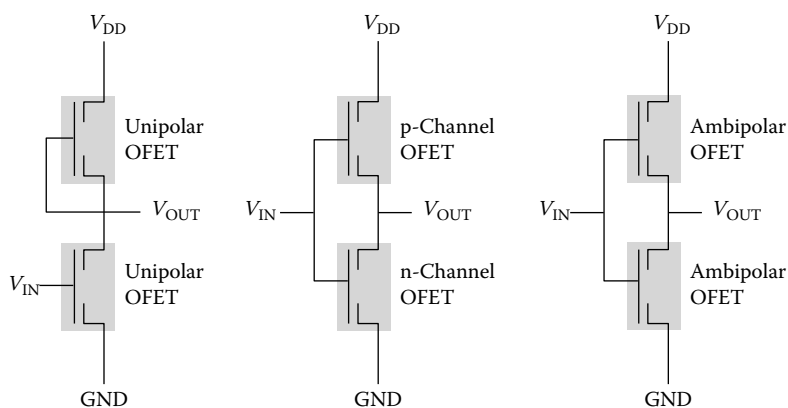 V_DD
Unipolar
OFET
V_OUT
V_IN
Unipolar
OFET
GND
V_DD
p-Channel
OFET
V_IN
V_OUT
n-Channel
OFET
GND
V_DD
Ambipolar
OFET
V_IN
V_OUT
Ambipolar
OFET
GND